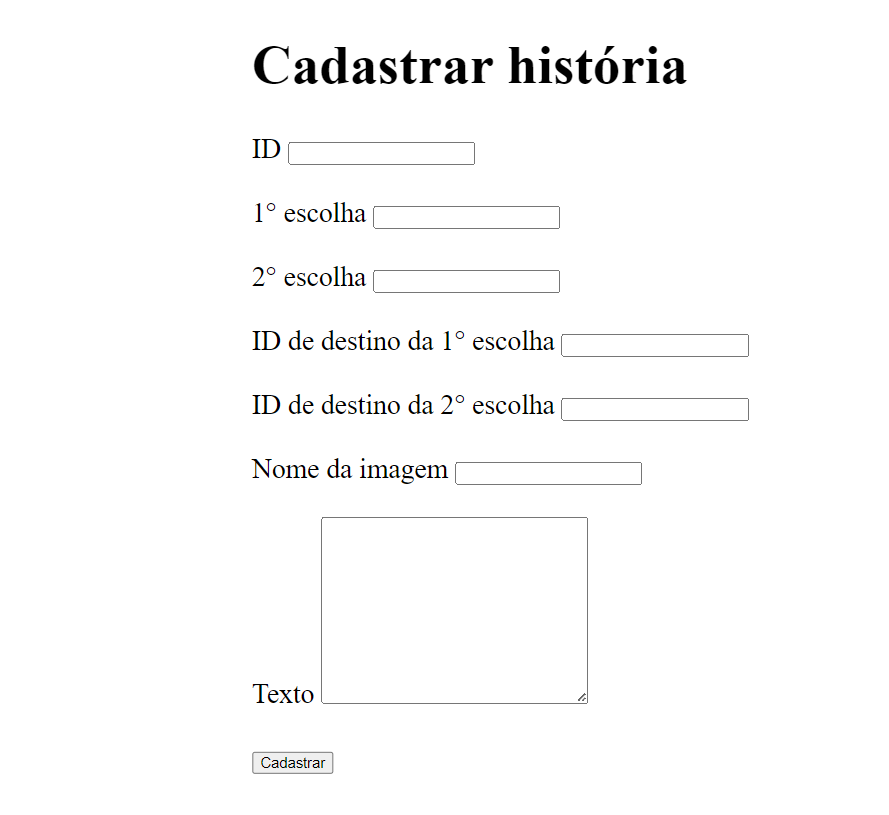 Cadastrar história
ID
1° escolha
2° escolha
ID de destino da 1° escolha
ID de destino da 2° escolha
Nome da imagem
Texto
Cadastrar